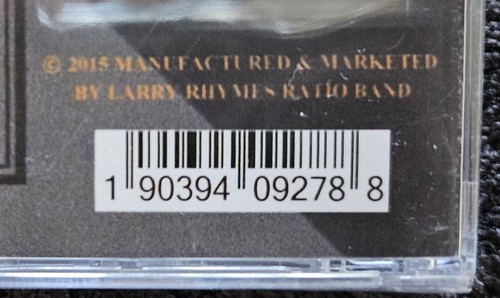 © 2015 MANUFACTURED & MARKETED
BY LARRY RHYMES RATIO BAND
1 90394 09278 8